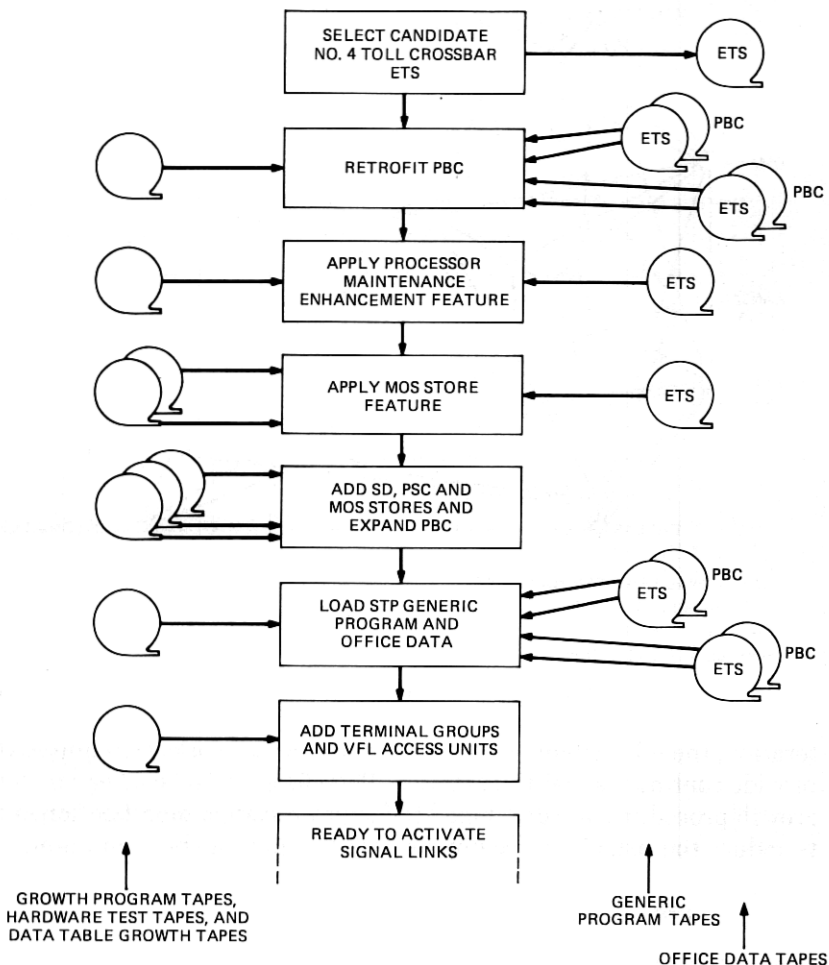 SELECT CANDIDATE
NO. 4 TOLL CROSSBAR
ETS
ETS
RETROFIT PBC
ETS
PBC
ETS
PBC
APPLY PROCESSOR
MAINTENANCE
ENHANCEMENT FEATURE
ETS
APPLY MOS STORE
FEATURE
ETS
ADD SD, PSC AND
MOS STORES AND
EXPAND PBC
LOAD STP GENERIC
PROGRAM AND
OFFICE DATA
ETS
PBC
ETS
PBC
ADD TERMINAL GROUPS
AND VFL ACCESS UNITS
READY TO ACTIVATE
SIGNAL LINKS
GROWTH PROGRAM TAPES,
HARDWARE TEST TAPES, AND
DATA TABLE GROWTH TAPES
GENERIC
PROGRAM TAPES
OFFICE DATA TAPES